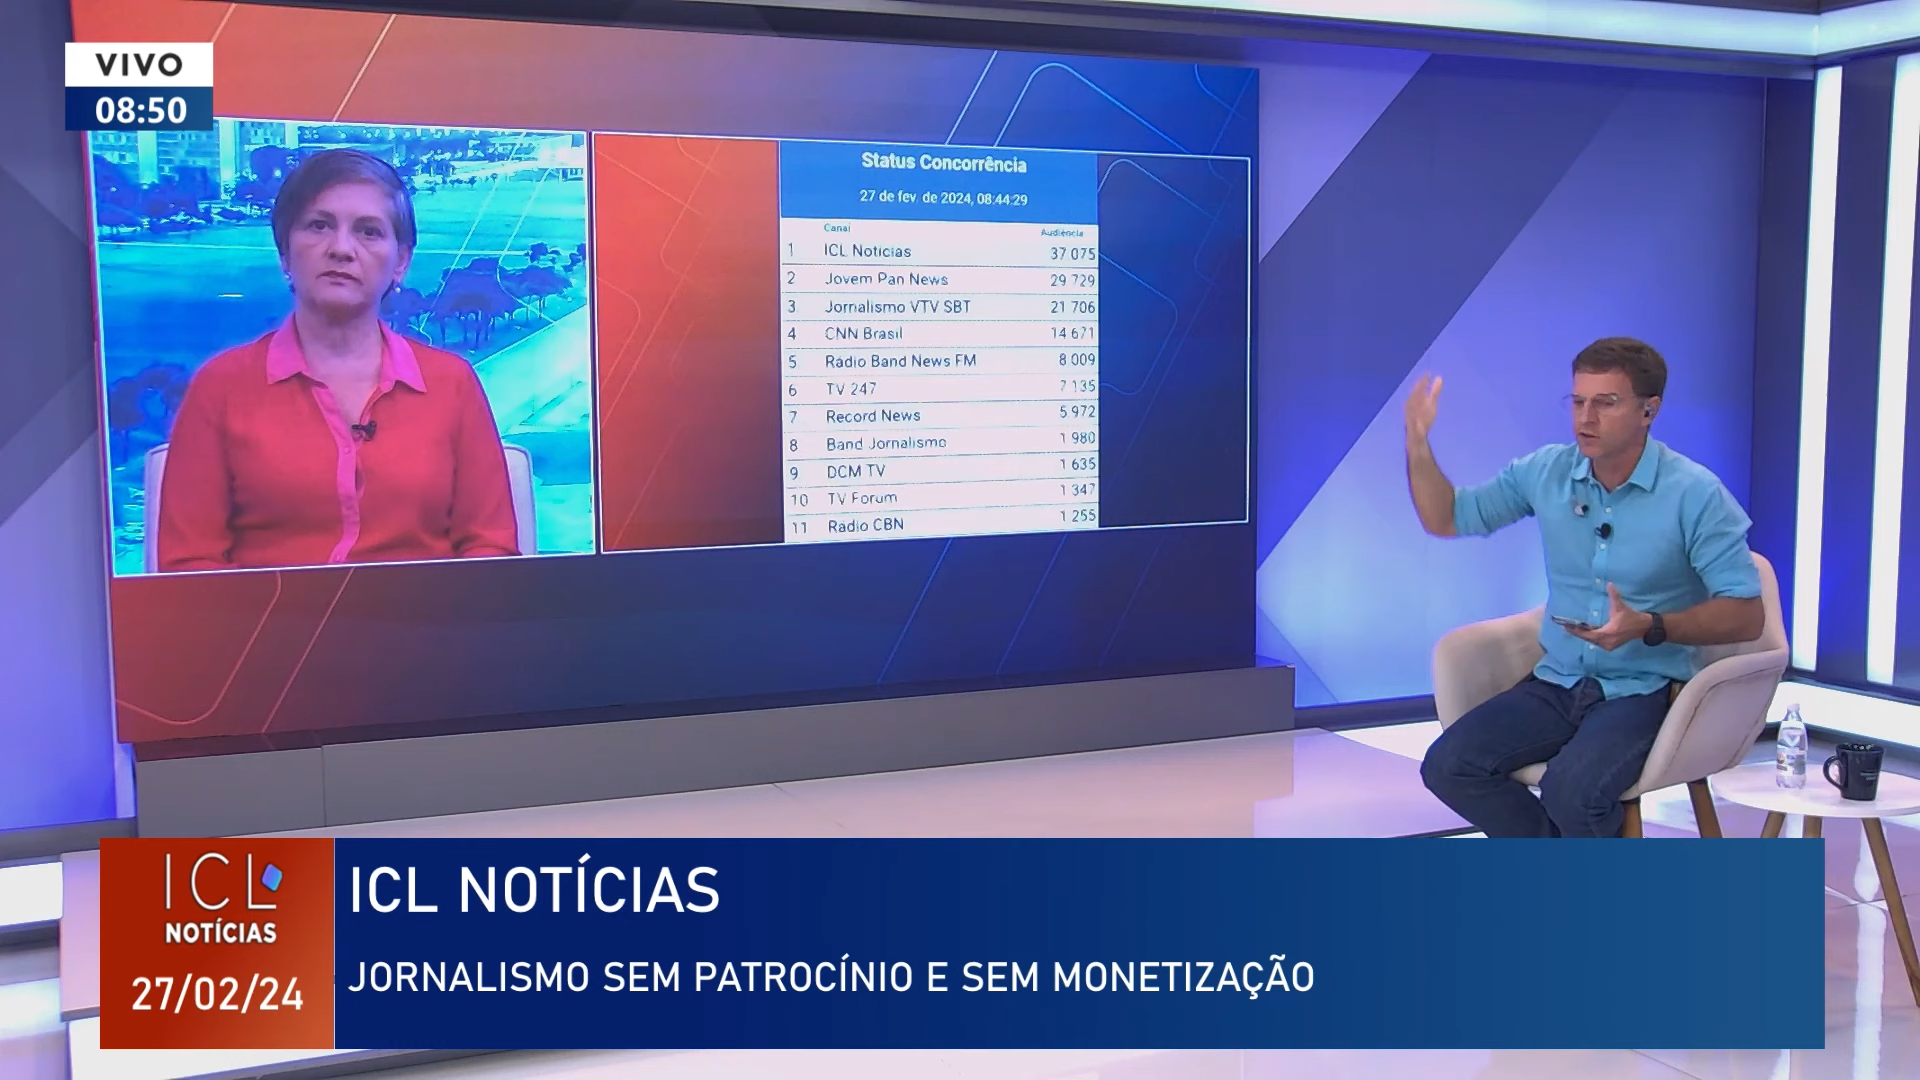 VIVO
08:50
Status Concorrência
27 de fev. de 2024, 08:44:29
Canal Audiência
1 ICL Notícias 37 075
2 Jovem Pan News 29 729
3 Jornalismo VTV SBT 21 706
4 CNN Brasil 14 671
5 Rádio Band News FM 8 009
6 TV 247 7 135
7 Record News 5 972
8 Band Jornalismo 1 980
9 DCM TV 1 635
10 TV Forum 1 347
11 Rádio CBN 1 255
ICL
NOTÍCIAS
27/02/24
ICL NOTÍCIAS
JORNALISMO SEM PATROCÍNIO E SEM MONETIZAÇÃO